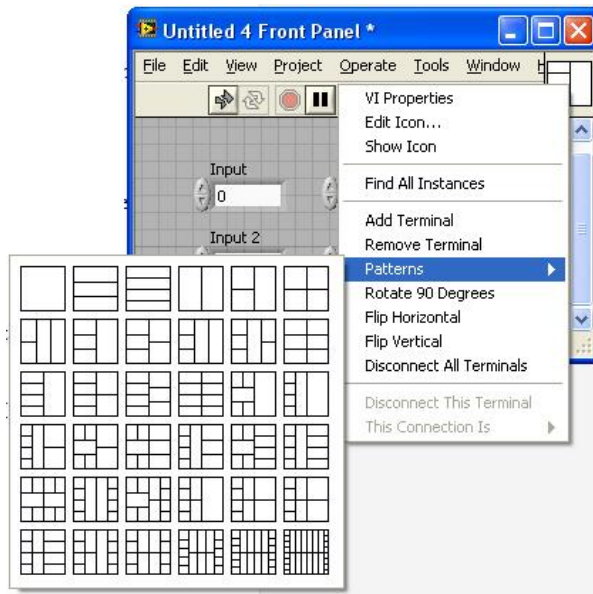 Untitled 4 Front Panel *
File Edit View Project Operate Tools Window H
VI Properties
Edit Icon...
Show Icon
Find All Instances
Input
0
Add Terminal
Remove Terminal
Input 2
Patterns
Rotate 90 Degrees
Flip Horizontal
Flip Vertical
Disconnect All Terminals
Disconnect This Terminal
This Connection Is